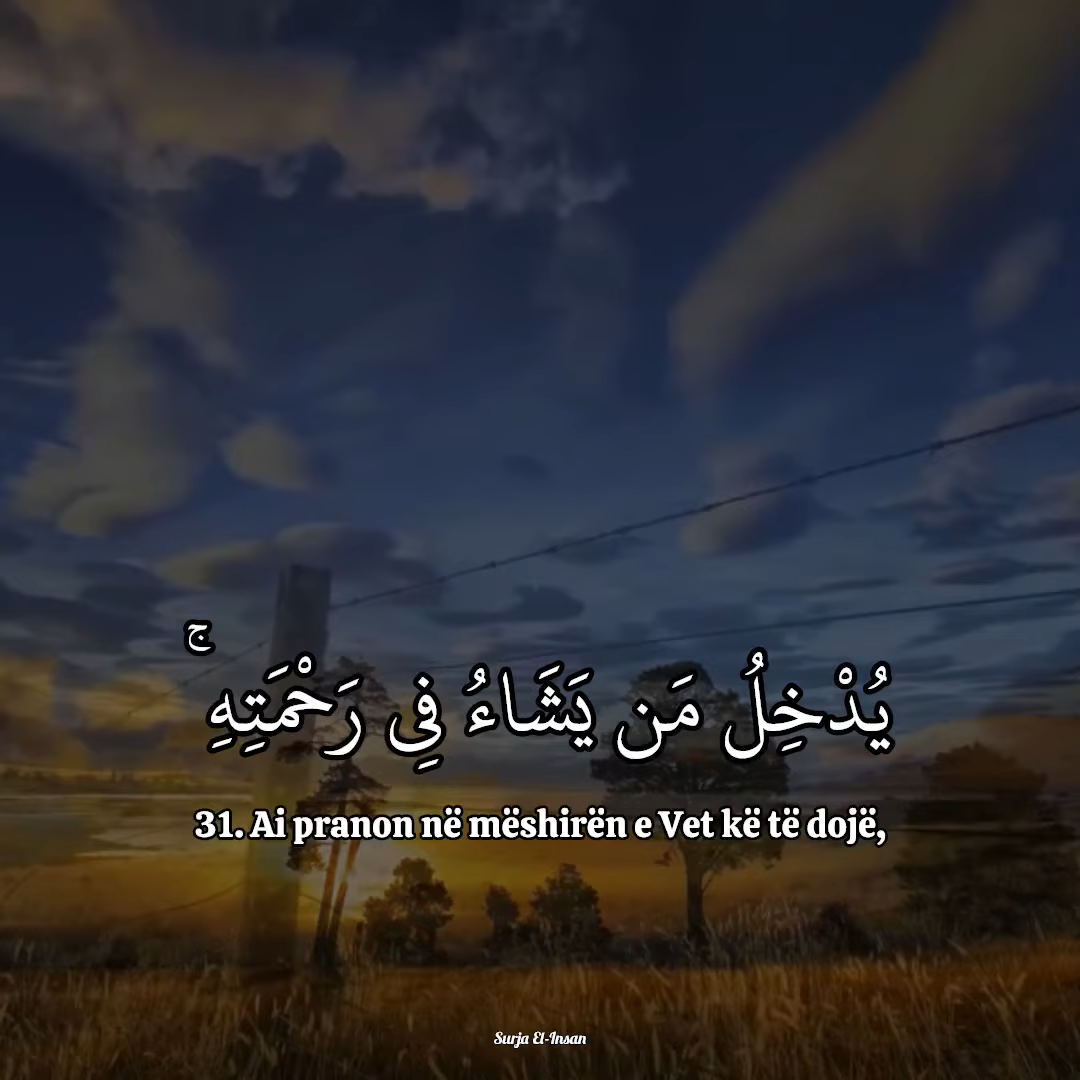 يُدْخِلُ مَن يَشَاءُ فِي رَحْمَتِهِ ۚ
31. Ai pranon në mëshirën e Vet kë të dojë,
Surja El-Insan